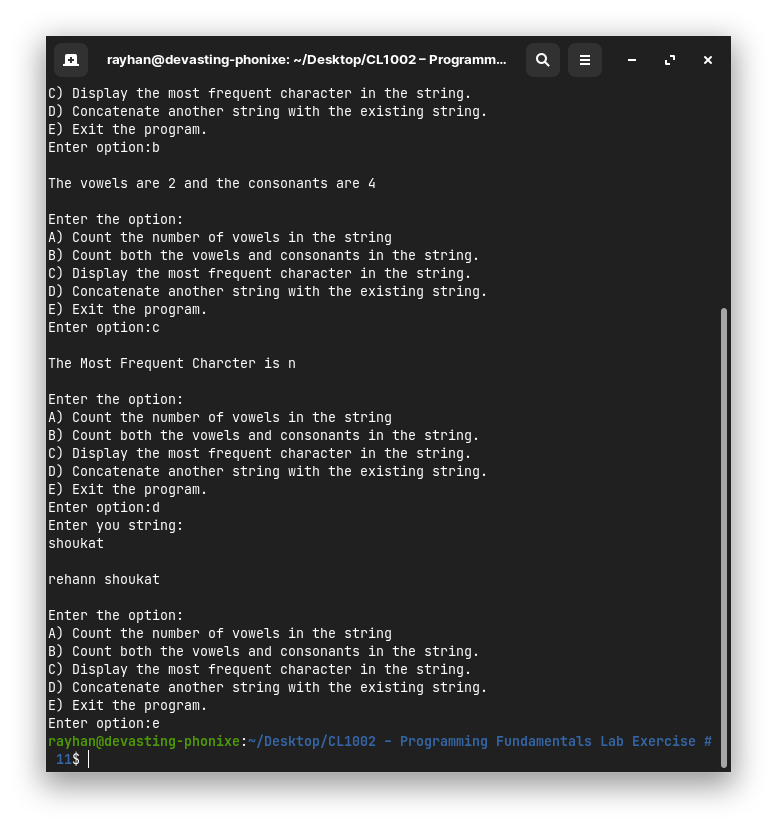 rayhan@devasting-phonixe: ~/Desktop/CL1002 – Programm...
C) Display the most frequent character in the string.
D) Concatenate another string with the existing string.
E) Exit the program.
Enter option:b
The vowels are 2 and the consonants are 4
Enter the option:
A) Count the number of vowels in the string
B) Count both the vowels and consonants in the string.
C) Display the most frequent character in the string.
D) Concatenate another string with the existing string.
E) Exit the program.
Enter option:c
The Most Frequent Charcter is n
Enter the option:
A) Count the number of vowels in the string
B) Count both the vowels and consonants in the string.
C) Display the most frequent character in the string.
D) Concatenate another string with the existing string.
E) Exit the program.
Enter option:d
Enter you string:
shoukat
rehann shoukat
Enter the option:
A) Count the number of vowels in the string
B) Count both the vowels and consonants in the string.
C) Display the most frequent character in the string.
D) Concatenate another string with the existing string.
E) Exit the program.
Enter option:e
rayhan@devasting-phonixe:~/Desktop/CL1002 – Programming Fundamentals Lab Exercise #
11$